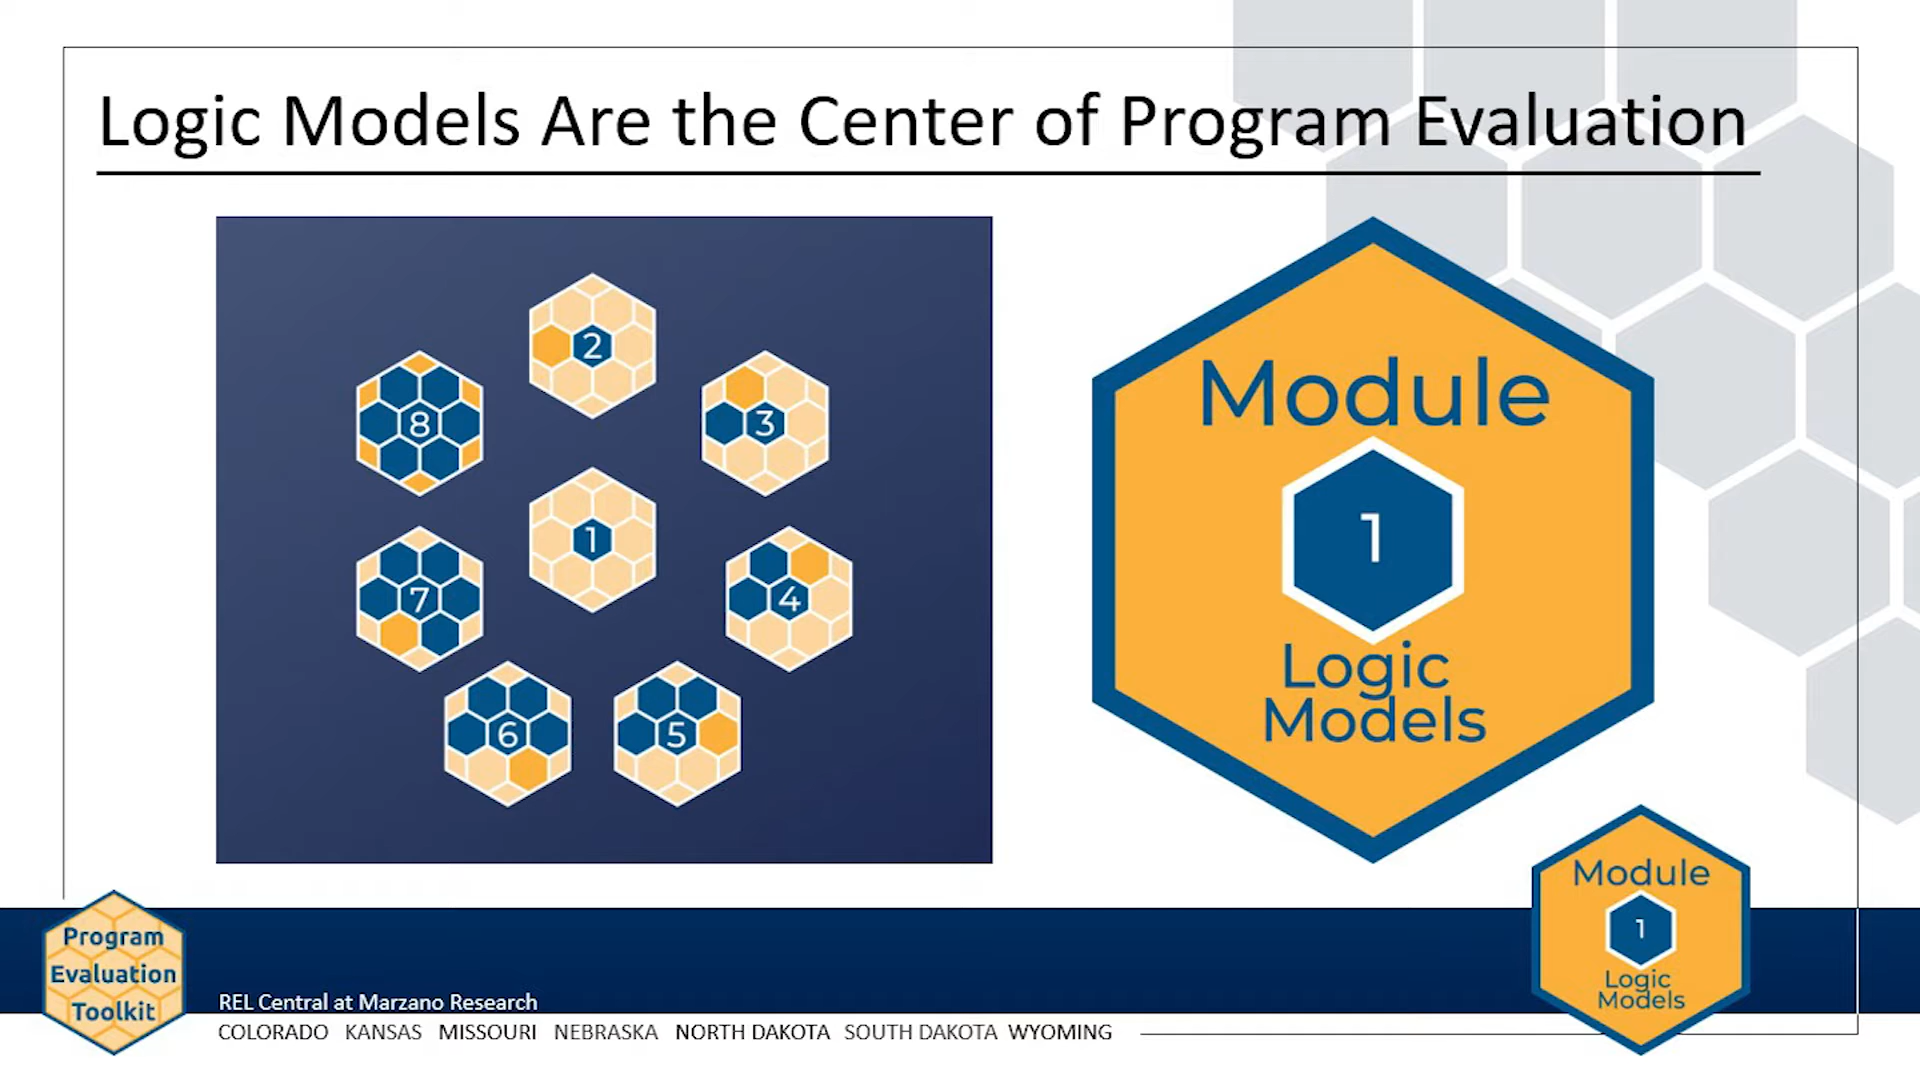 Logic Models Are the Center of Program Evaluation
2
8
3
1
7
4
6
5
Module
1
Logic
Models
Module
1
Logic
Models
Program
Evaluation
Toolkit
REL Central at Marzano Research
COLORADO KANSAS MISSOURI NEBRASKA NORTH DAKOTA SOUTH DAKOTA WYOMING